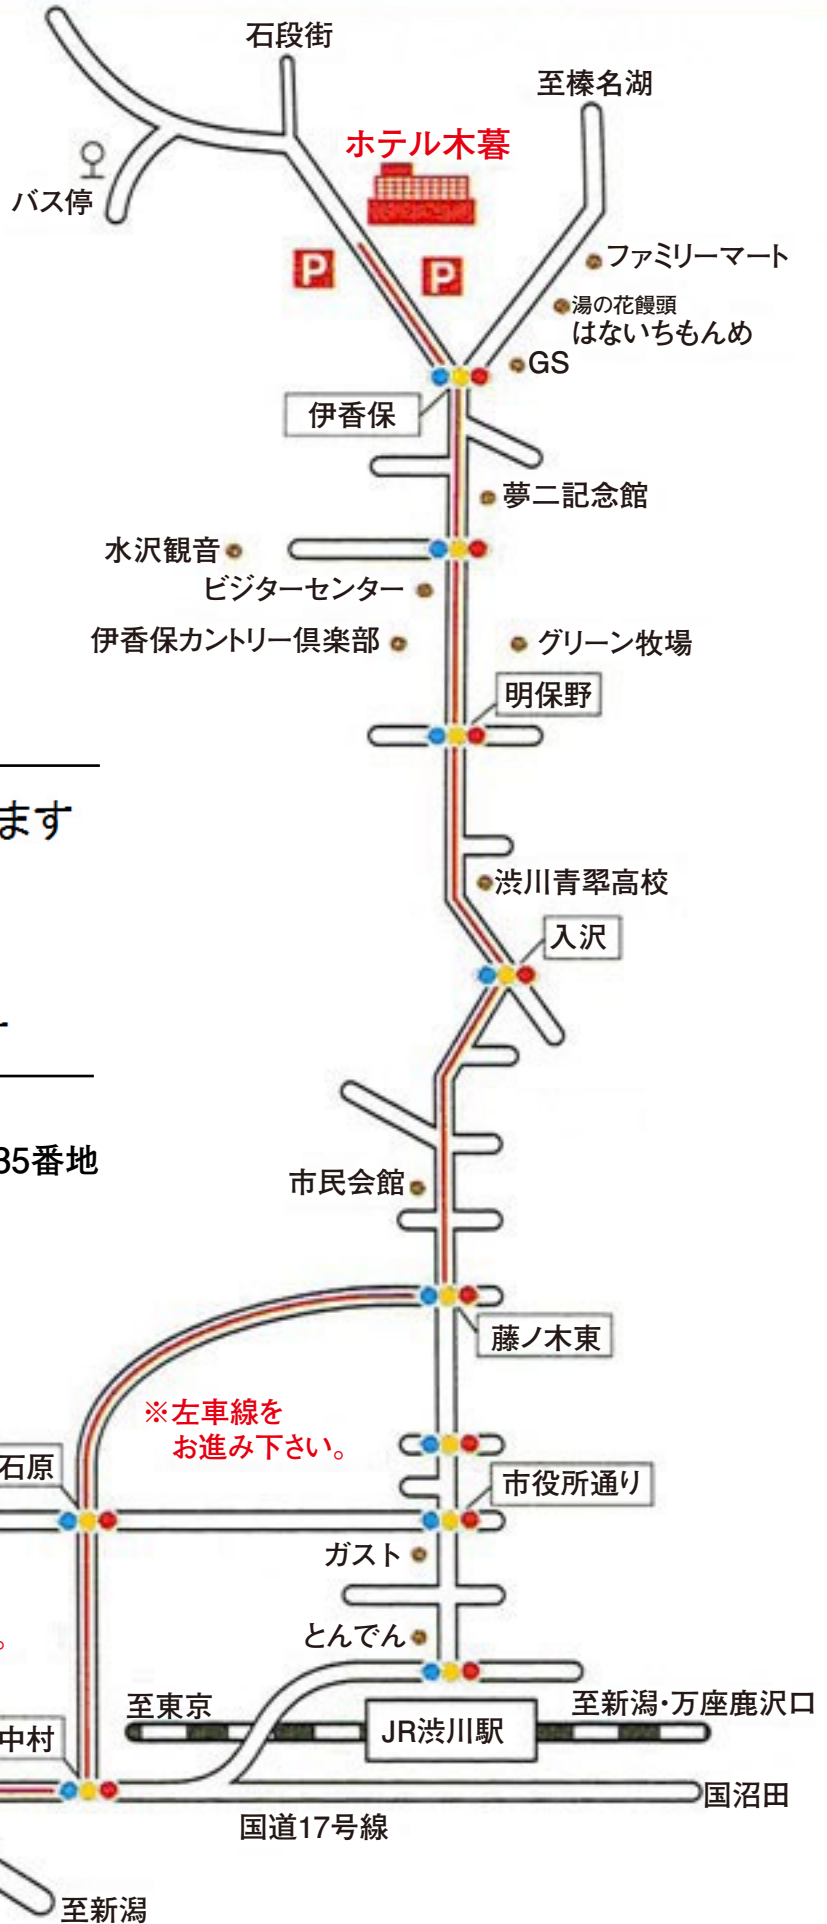 石段街
至榛名湖
ホテル木暮
バス停
P
P
ファミリーマート
湯の花饅頭
はないちもんめ
GS
伊香保
夢二記念館
水沢観音
ビジターセンター
伊香保カントリー倶楽部
グリーン牧場
明保野
ます
渋川青翠高校
入沢
35番地
市民会館
藤ノ木東
※左車線を
お進み下さい。
石原
市役所通り
ガスト
とんでん
。
至東京
至新潟・万座鹿沢口
JR渋川駅
中村
国沼田
国道17号線
至新潟